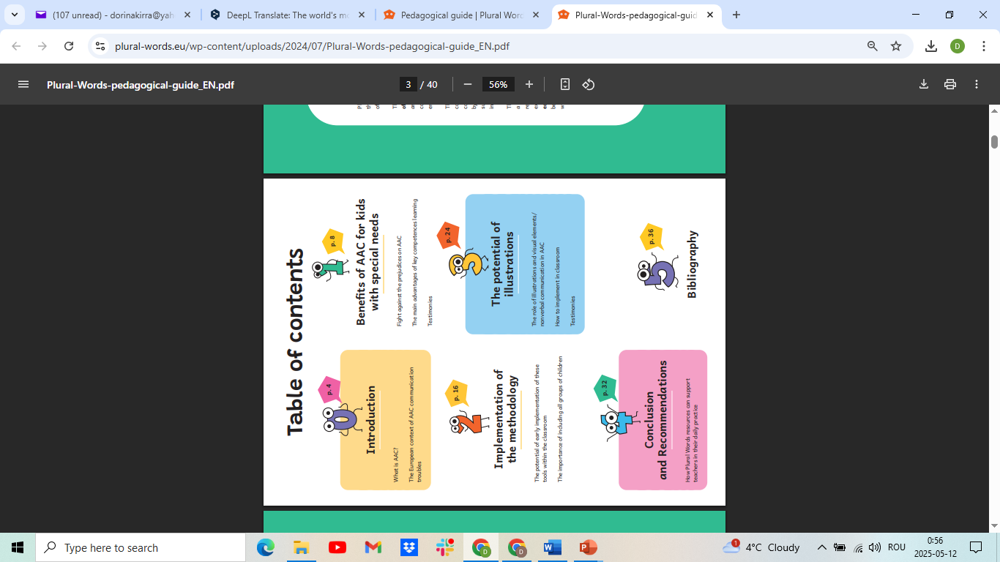 (107 unread) - dorinakirra@yah
DeepL Translate: The world's mo
Pedagogical guide | Plural Word
Plural-Words-pedagogical-guid
plural-words.eu/wp-content/uploads/2024/07/Plural-Words-pedagogical-guide_EN.pdf
D
Plural-Words-pedagogical-guide_EN.pdf
3 / 40
56%
Table of contents
0
p. 4
Introduction
What is AAC?
The European context of AAC communication
troubles
1
p. 8
Benefits of AAC for kids
with special needs
Fight against the prejudices on AAC
The main advantages of key competences learning
Testimonies
2
p. 16
Implementation of
the methodology
The potential of early implementation of these
tools within the classroom
The importance of including all groups of children
3
p. 24
The potential of
illustrations
The role of illustrations and visual elements/
nonverbal communication in AAC
How to implement in classroom
Testimonies
4
p. 32
Conclusion
and Recommendations
How Plural Words resources can support
teachers in their daily practice
5
p. 36
Bibliography
Type here to search
D
D
1
4°C Cloudy
ROU
0:56
2025-05-12